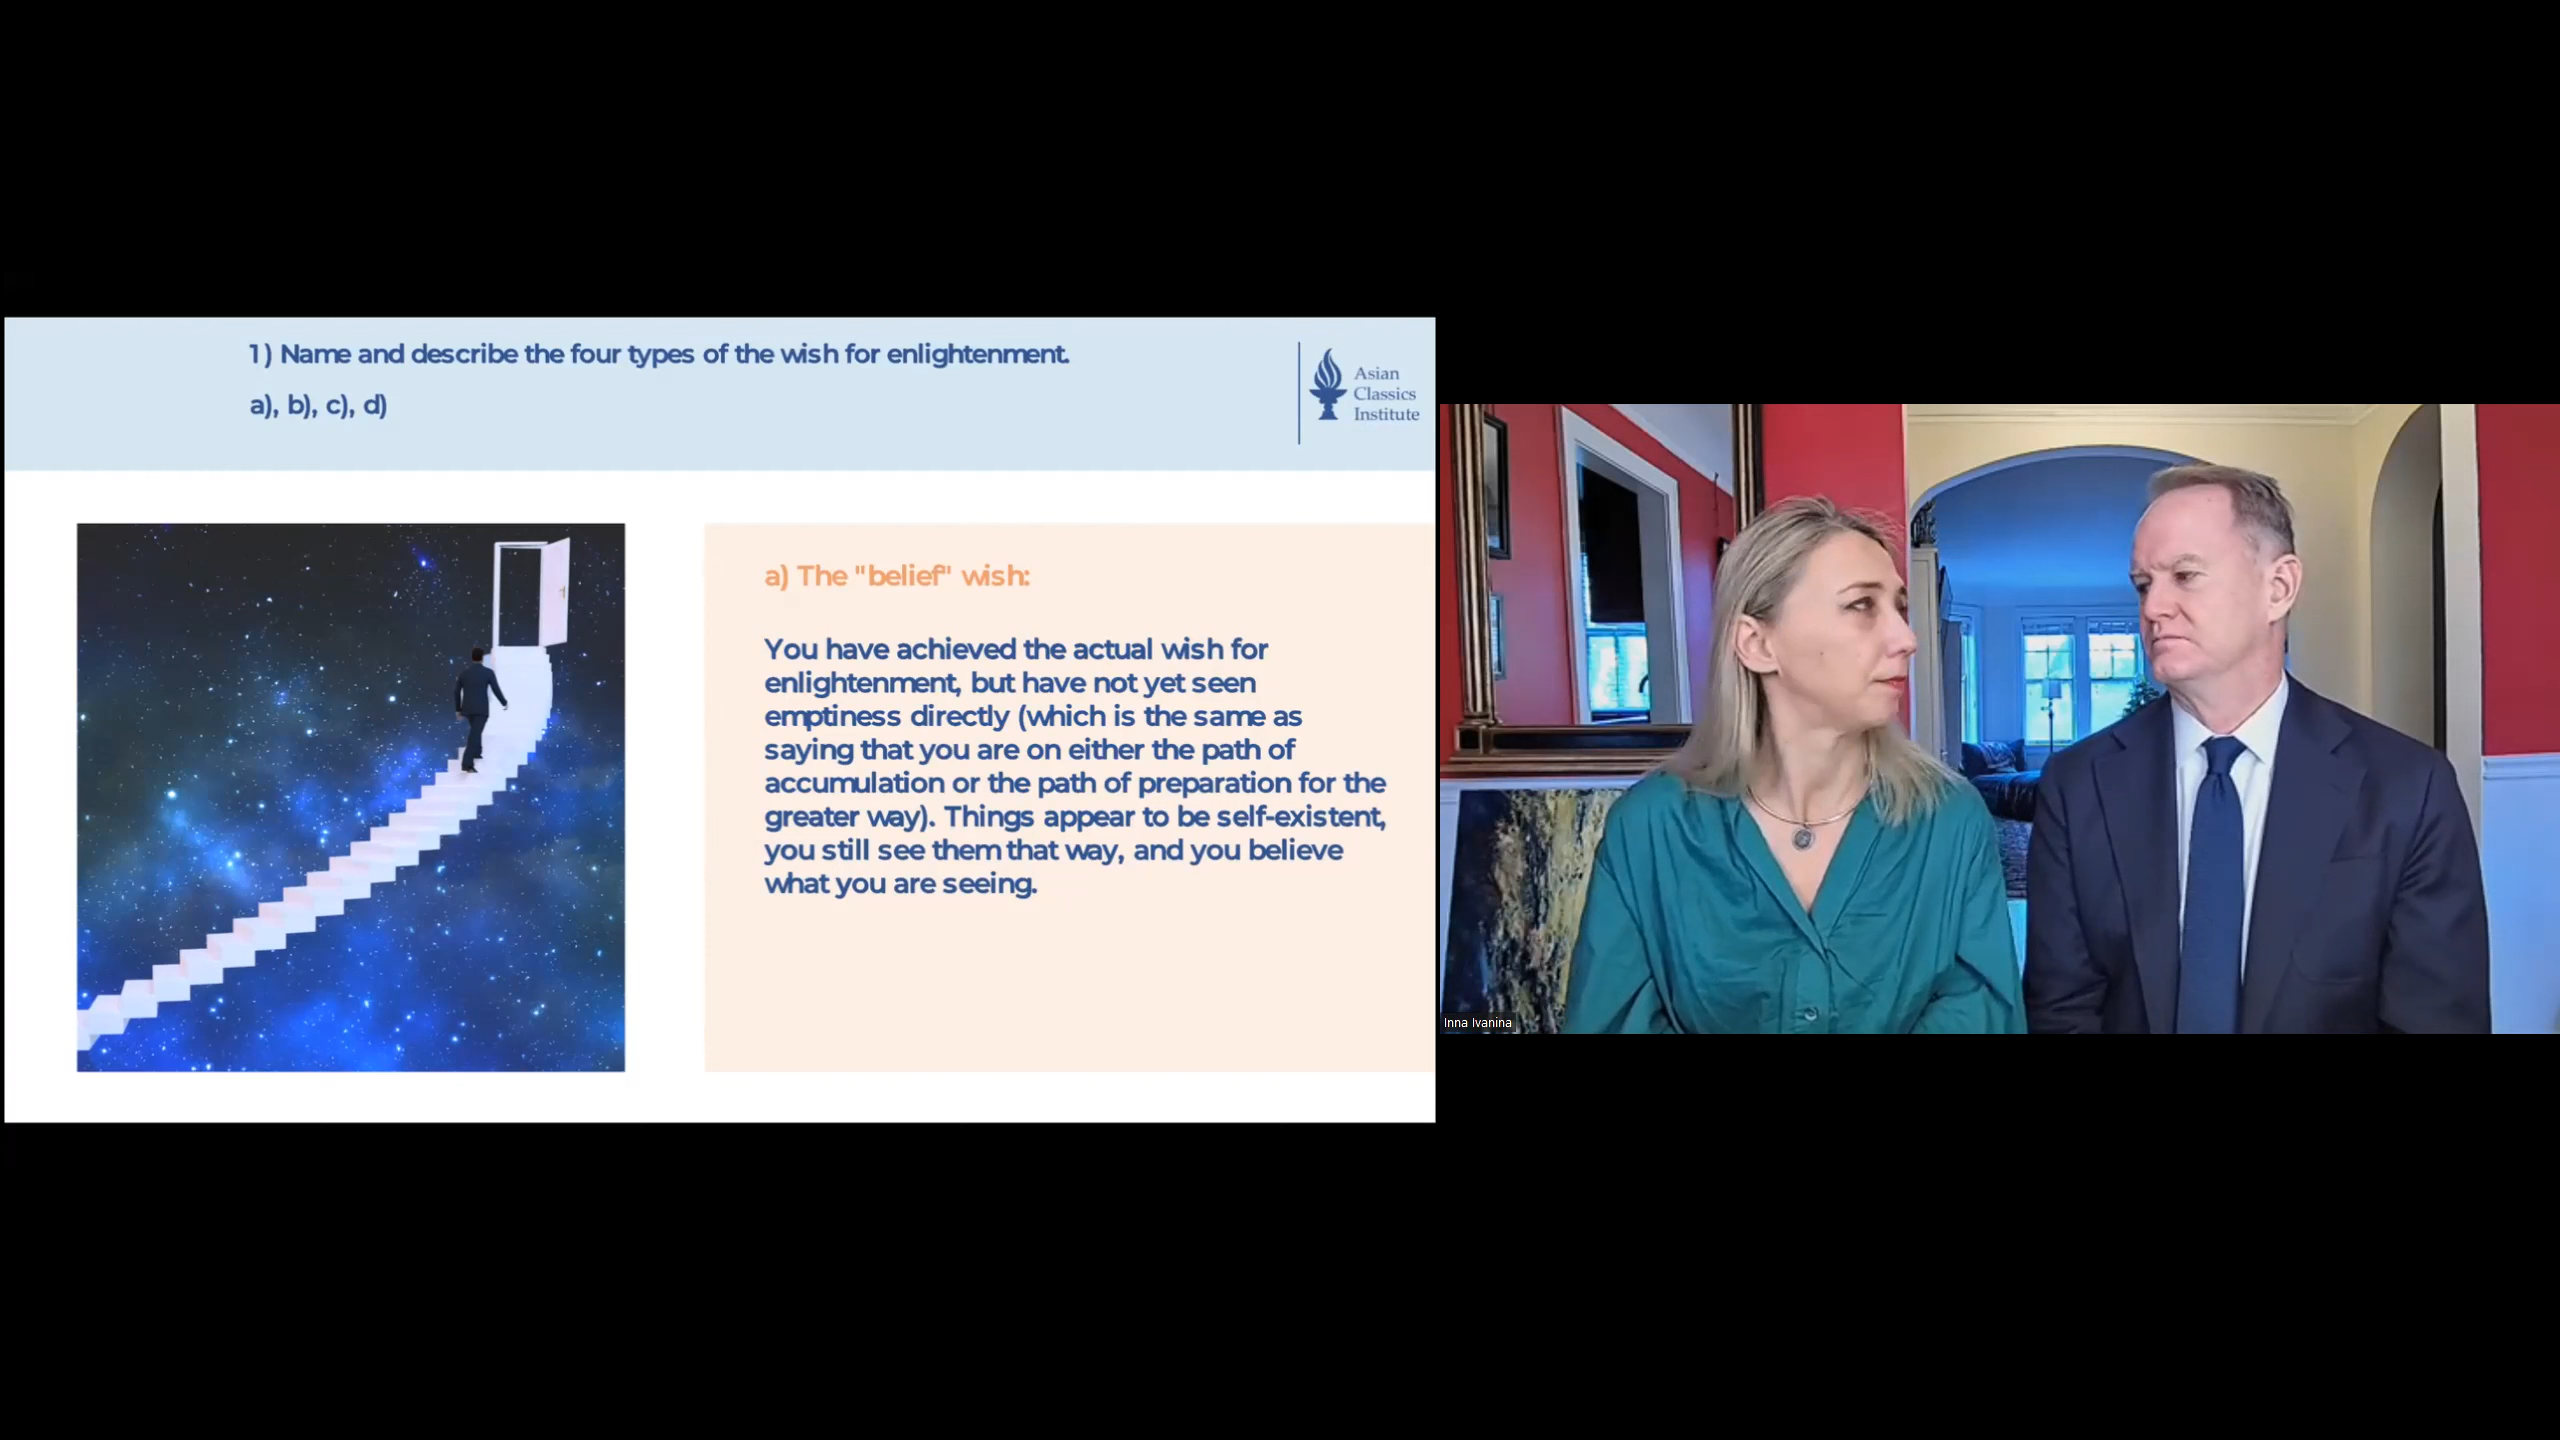 1) Name and describe the four types of the wish for enlightenment.
a), b), c), d)
Asian
Classics
Institute
a) The "belief" wish:
You have achieved the actual wish for
enlightenment, but have not yet seen
emptiness directly (which is the same as
saying that you are on either the path of
accumulation or the path of preparation for the
greater way). Things appear to be self-existent,
you still see them that way, and you believe
what you are seeing.
Inna Ivanina